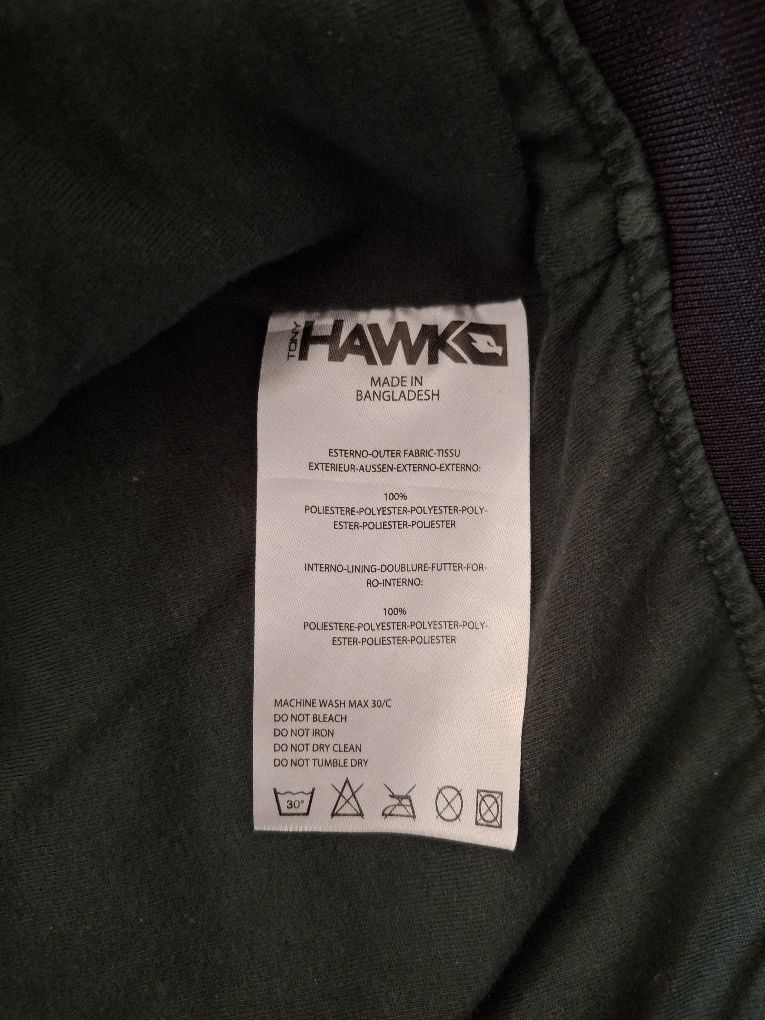 TONY HAWK
MADE IN
BANGLADESH
ESTERNO-OUTER FABRIC-TISSU
EXTERIEUR-AUSSEN-EXTERNO-EXTERNO:
100%
POLIESTERE-POLYESTER-POLYESTER-POLY-
ESTER-POLIESTER-POLIESTER
INTERNO-LINING-DOUBLURE-FUTTER-FOR-
RO-INTERNO:
100%
POLIESTERE-POLYESTER-POLYESTER-POLY-
ESTER-POLIESTER-POLIESTER
MACHINE WASH MAX 30/C
DO NOT BLEACH
DO NOT IRON
DO NOT DRY CLEAN
DO NOT TUMBLE DRY
30°